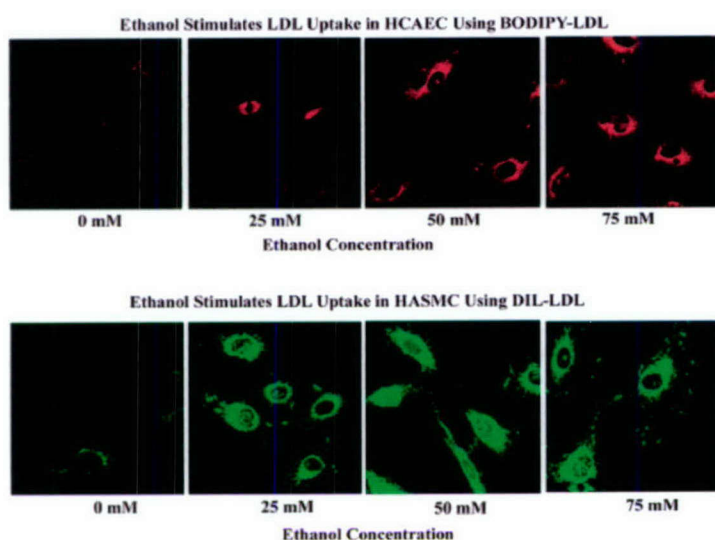 Ethanol Stimulates LDL Uptake in HCAEC Using BODIPY-LDL
0 mM 25 mM 50 mM 75 mM
Ethanol Concentration
Ethanol Stimulates LDL Uptake in HASMC Using DIL-LDL
0 mM 25 mM 50 mM 75 mM
Ethanol Concentration